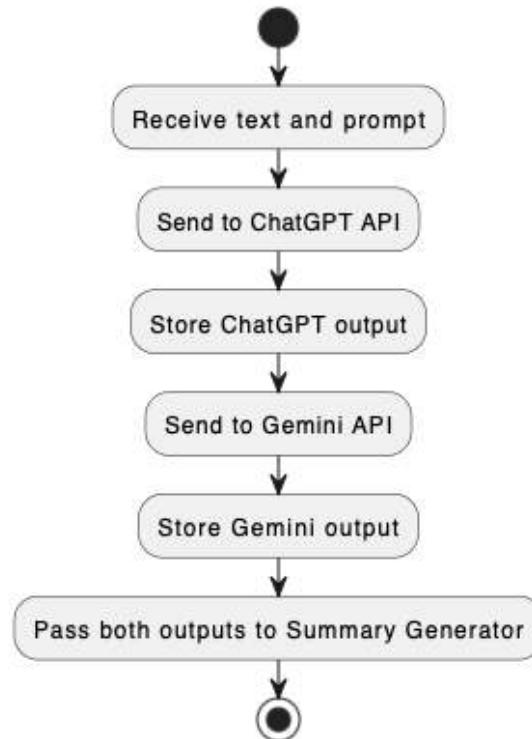 Receive text and prompt
Send to ChatGPT API
Store ChatGPT output
Send to Gemini API
Store Gemini output
Pass both outputs to Summary Generator